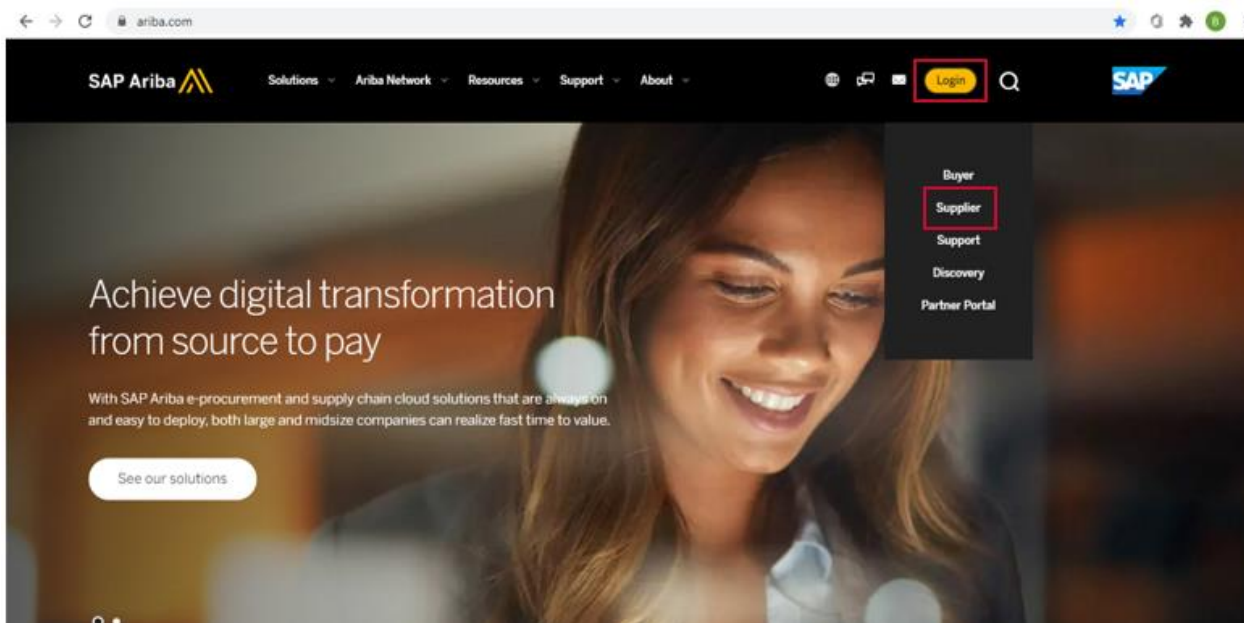 ariba.com
B
SAP Ariba
Solutions
Ariba Network
Resources
Support
About
Login
SAP
Buyer
Supplier
Support
Discovery
Partner Portal
Achieve digital transformation
from source to pay
With SAP Ariba e-procurement and supply chain cloud solutions that are always on
and easy to deploy, both large and midsize companies can realize fast time to value.
See our solutions